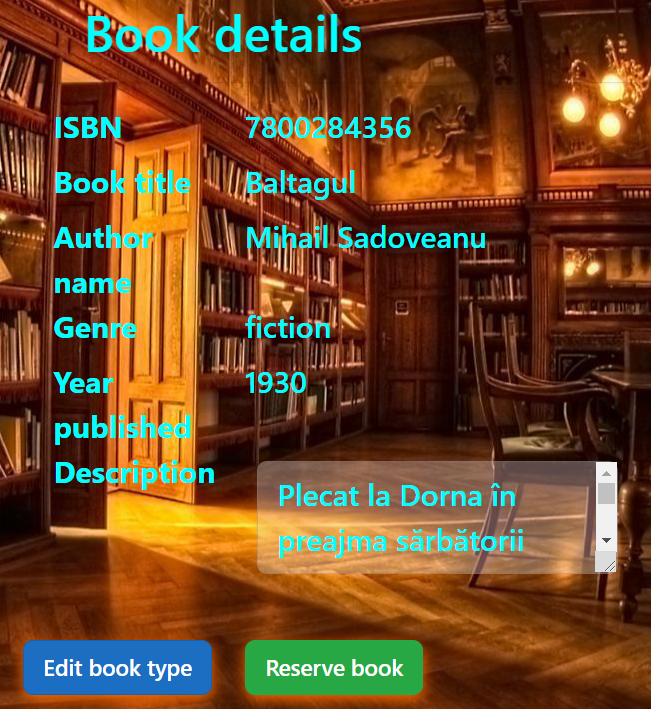 Book details
ISBN 7800284356
Book title Baltagul
Author name Mihail Sadoveanu
Genre fiction
Year published 1930
Description Plecat la Dorna în
preajma sărbătorii
Edit book type Reserve book